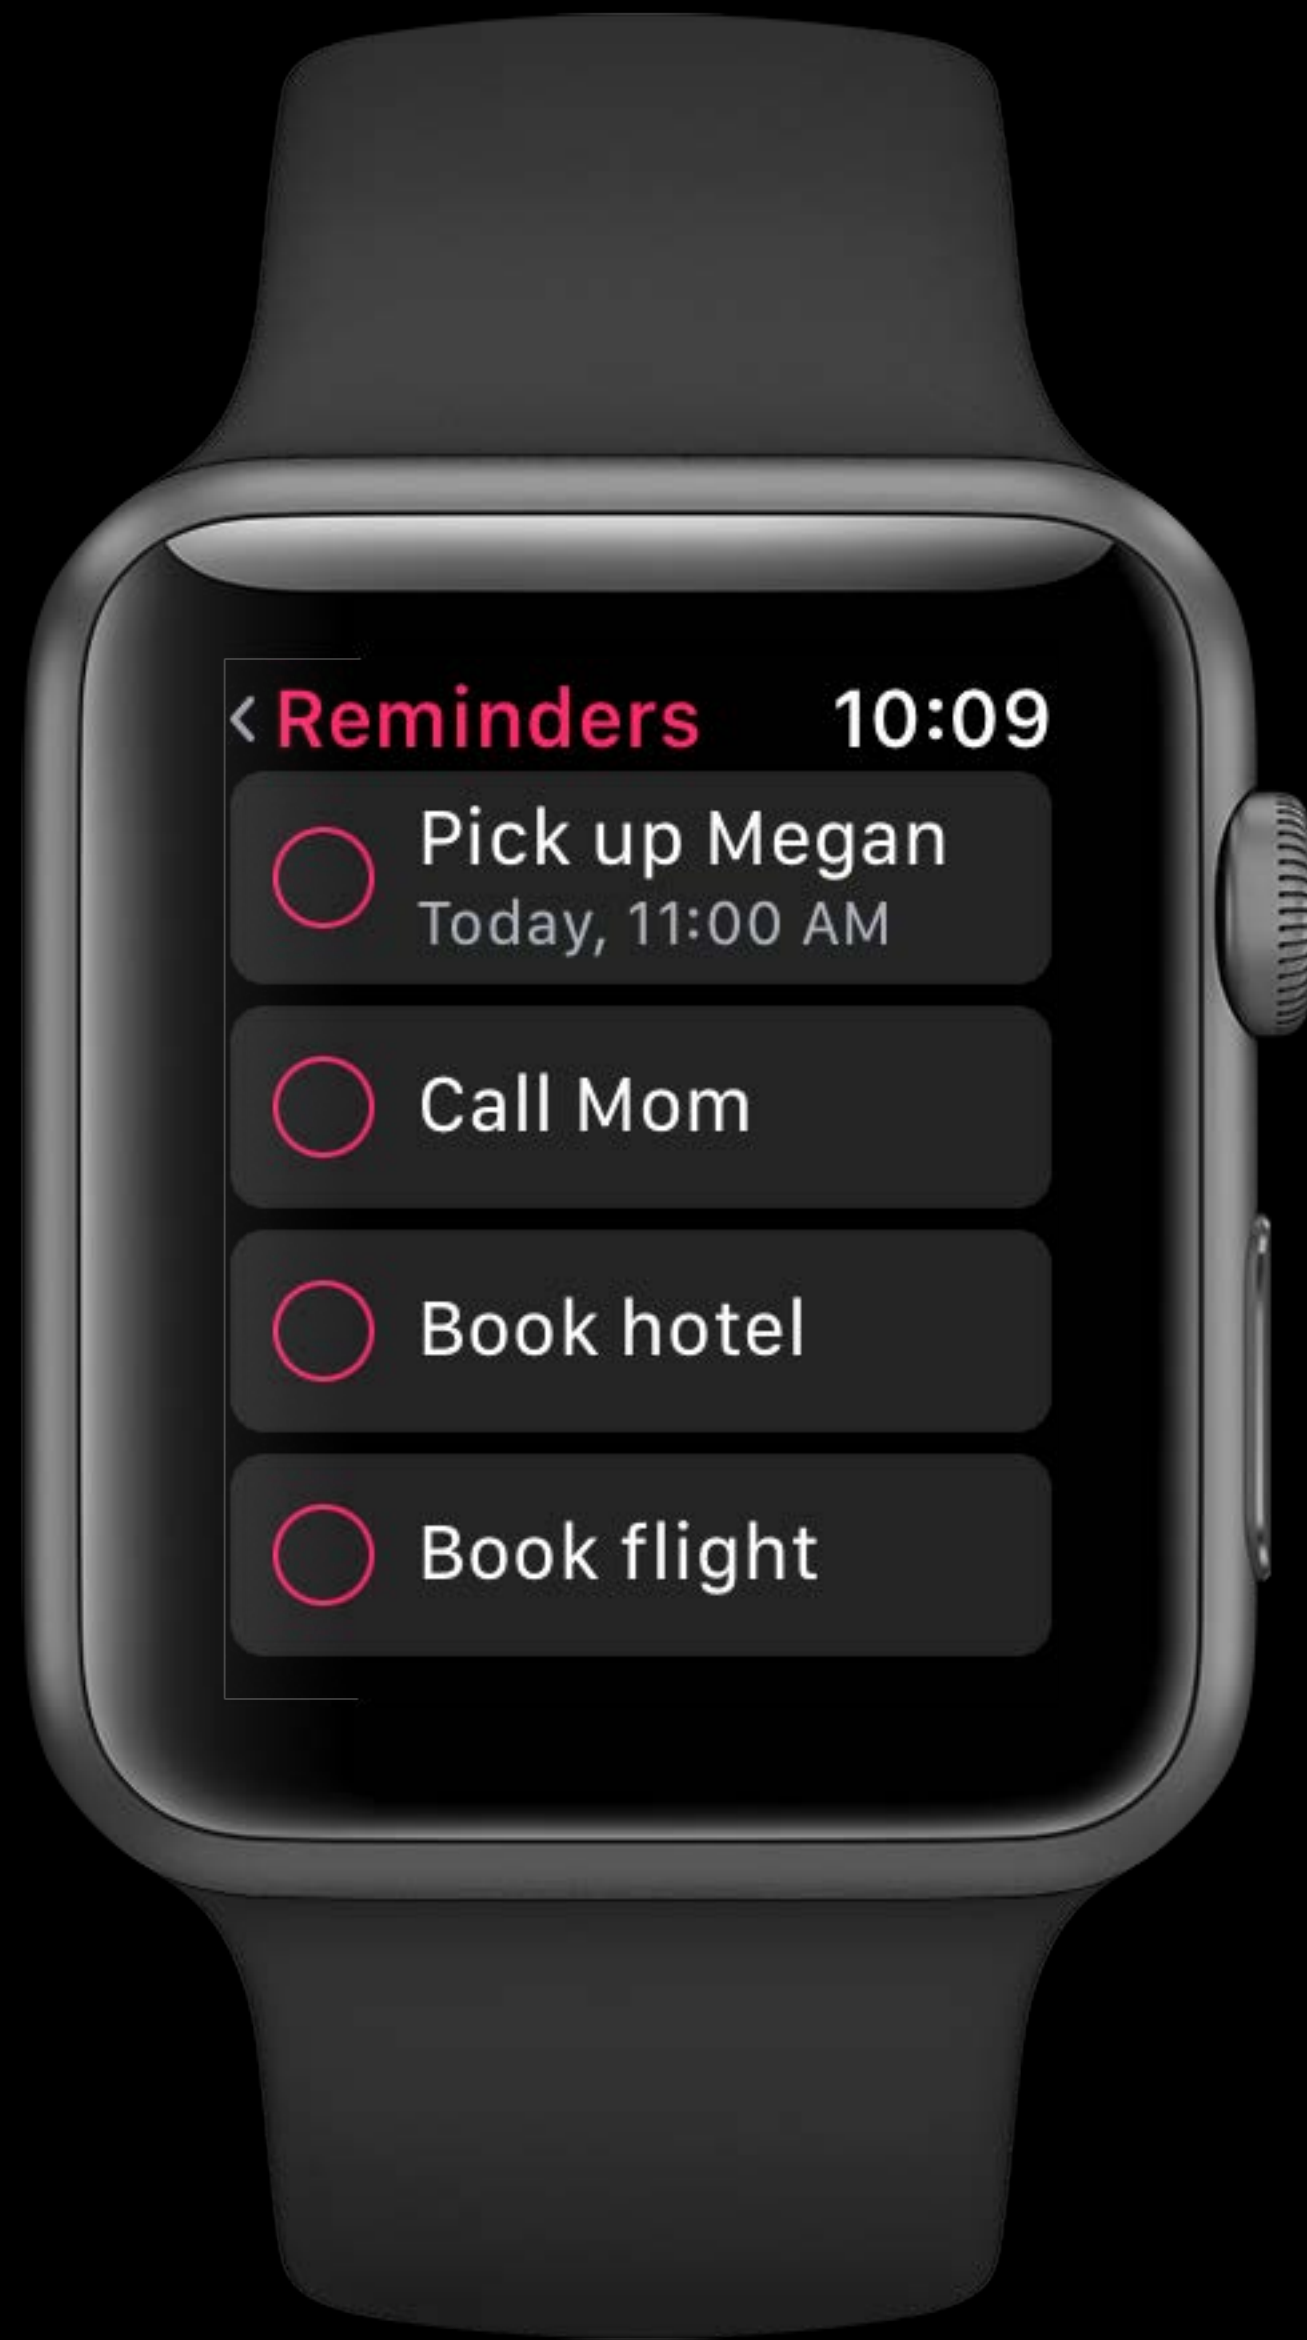 Reminders 10:09
Pick up Megan
Today, 11:00 AM
Call Mom
Book hotel
Book flight